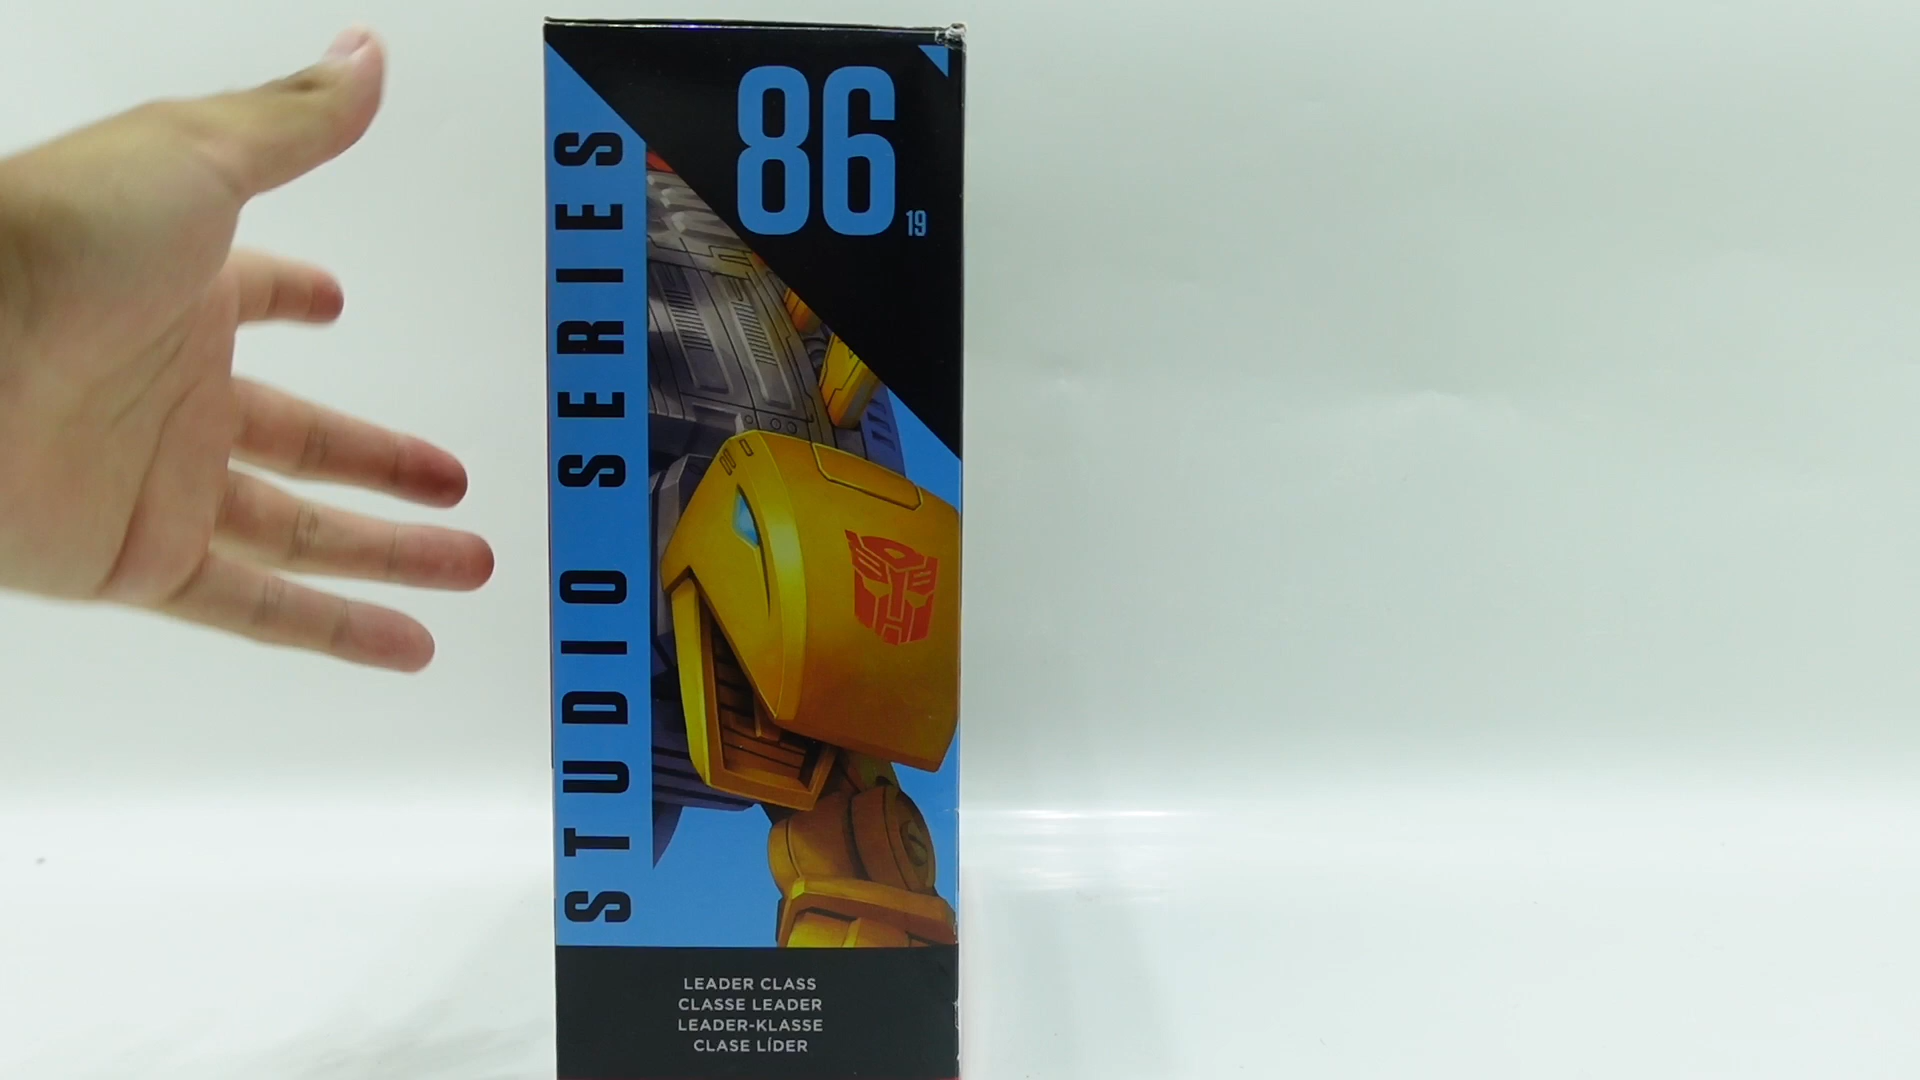 86
19
STUDIO SERIES
LEADER CLASS
CLASSE LEADER
LEADER-KLASSE
CLASE LÍDER